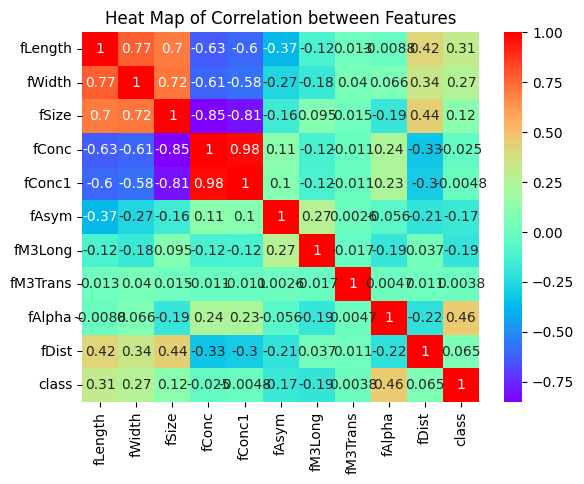 Heat Map of Correlation between Features
fLength 1 0.77 0.7 -0.63 -0.6 -0.37 -0.12 0.013 -0.0088 0.42 0.31
fWidth 0.77 1 0.72 -0.61 -0.58 -0.27 -0.18 0.04 0.066 0.34 0.27
fSize 0.7 0.72 1 -0.85 -0.81 -0.16 0.095 0.015 -0.19 0.44 0.12
fConc -0.63 -0.61 -0.85 1 0.98 0.11 -0.12 -0.011 0.24 -0.33 -0.025
fConc1 -0.6 -0.58 -0.81 0.98 1 0.1 -0.12 -0.011 0.23 -0.3 -0.0048
fAsym -0.37 -0.27 -0.16 0.11 0.1 1 0.27 0.0026 -0.056 -0.21 -0.17
fM3Long -0.12 -0.18 0.095 -0.12 -0.12 0.27 1 -0.017 -0.19 0.037 -0.19
fM3Trans 0.013 0.04 0.015 -0.011 -0.011 0.0026 -0.017 1 0.0047 0.011 0.0038
fAlpha -0.0088 0.066 -0.19 0.24 0.23 -0.056 -0.19 0.0047 1 -0.22 0.46
fDist 0.42 0.34 0.44 -0.33 -0.3 -0.21 0.037 0.011 -0.22 1 0.065
class 0.31 0.27 0.12 -0.025 -0.0048 -0.17 -0.19 0.0038 0.46 0.065 1
fLength fWidth fSize fConc fConc1 fAsym fM3Long fM3Trans fAlpha fDist class
1.00
0.75
0.50
0.25
0.00
−0.25
−0.50
−0.75